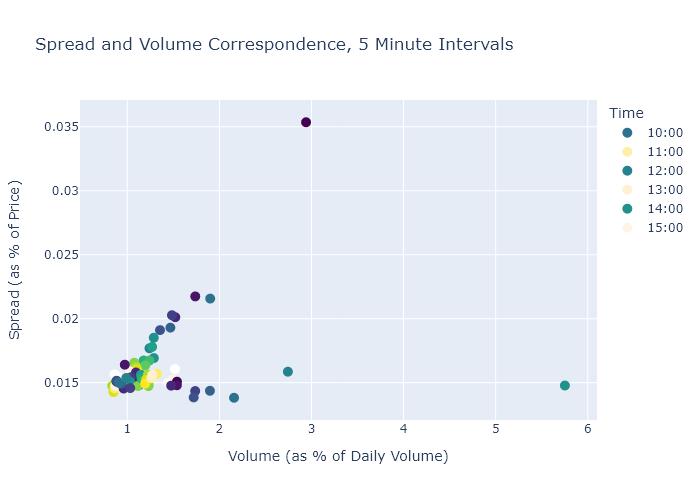 Spread and Volume Correspondence, 5 Minute Intervals
Time
10:00
11:00
12:00
13:00
14:00
15:00
0.035
0.03
0.025
0.02
0.015
Spread (as % of Price)
1 2 3 4 5 6
Volume (as % of Daily Volume)